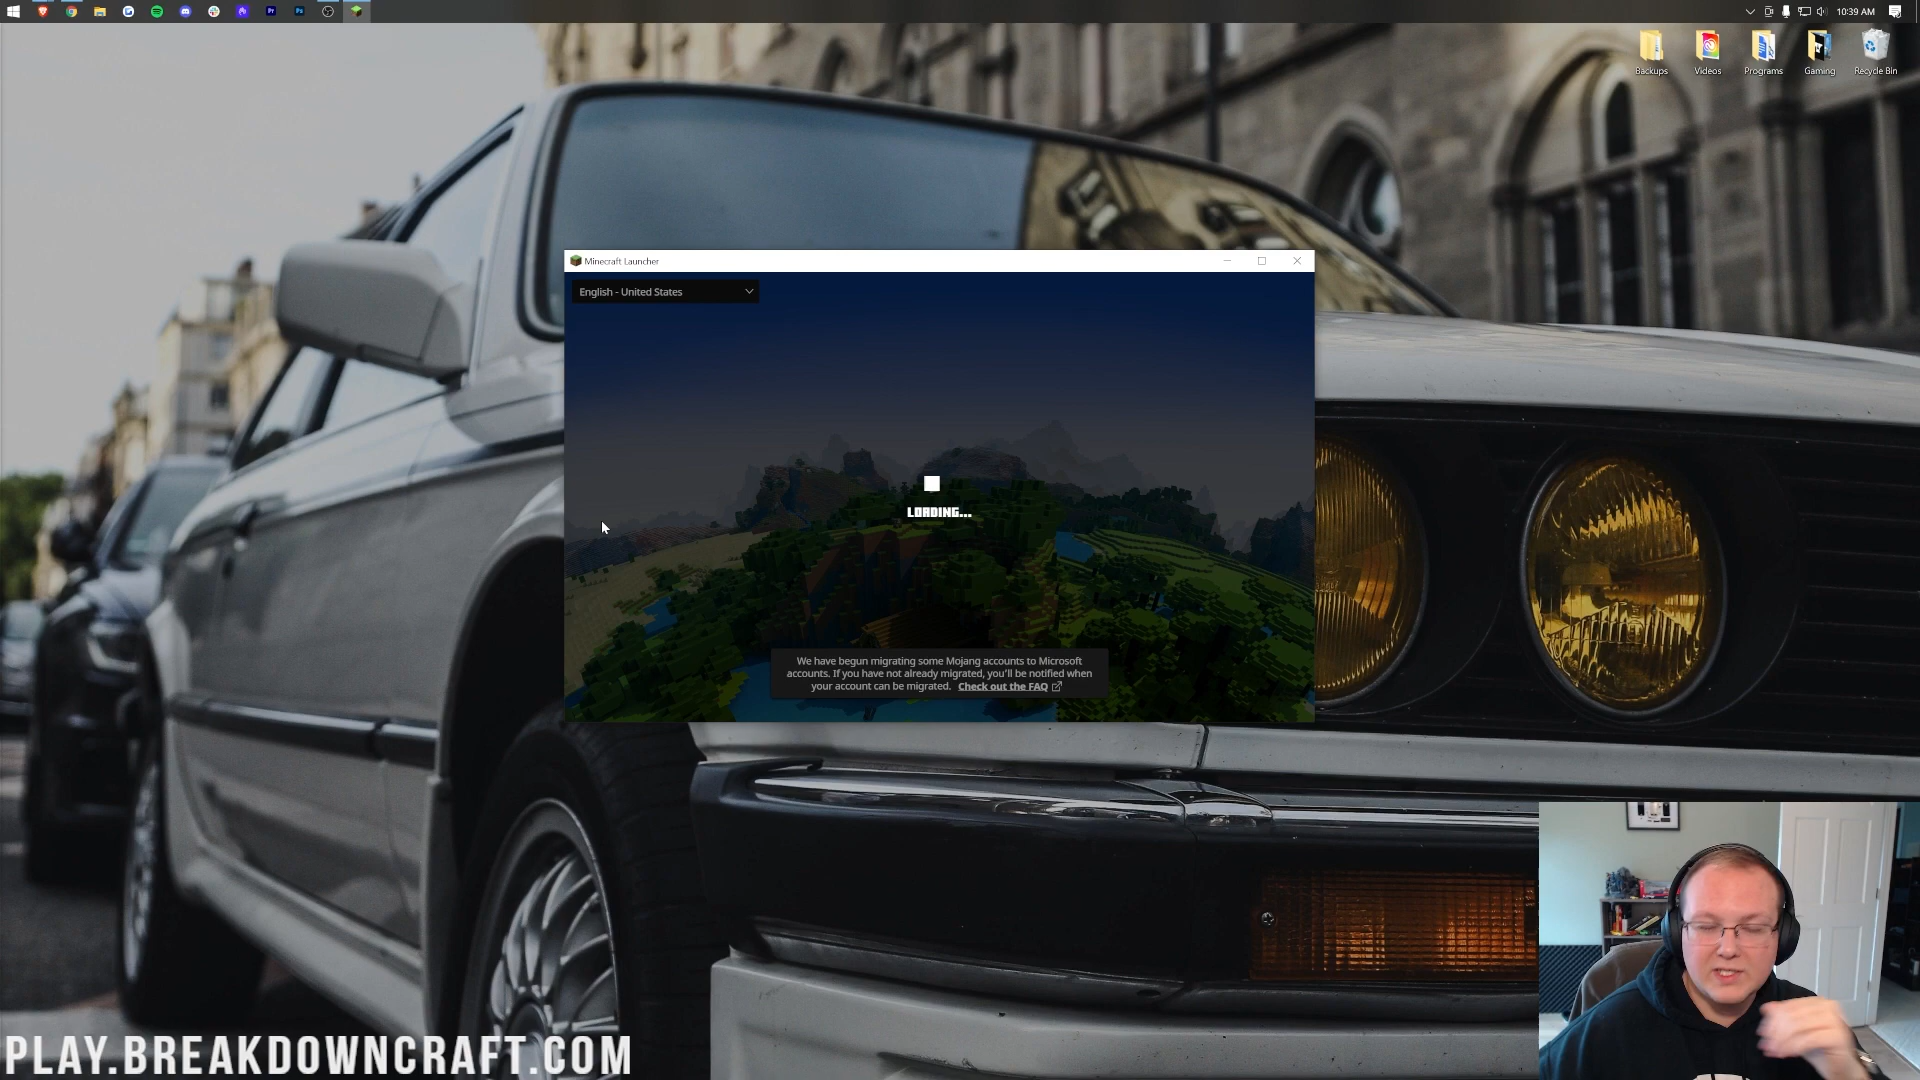 10:39 AM
Backups
Videos
Programs
Gaming
Recycle Bin
Minecraft Launcher
English - United States
LOADING...
We have begun migrating some Mojang accounts to Microsoft
accounts. If you have not already migrated, you'll be notified when
your account can be migrated. Check out the FAQ
PLAY.BREAKDOWNCRAFT.COM